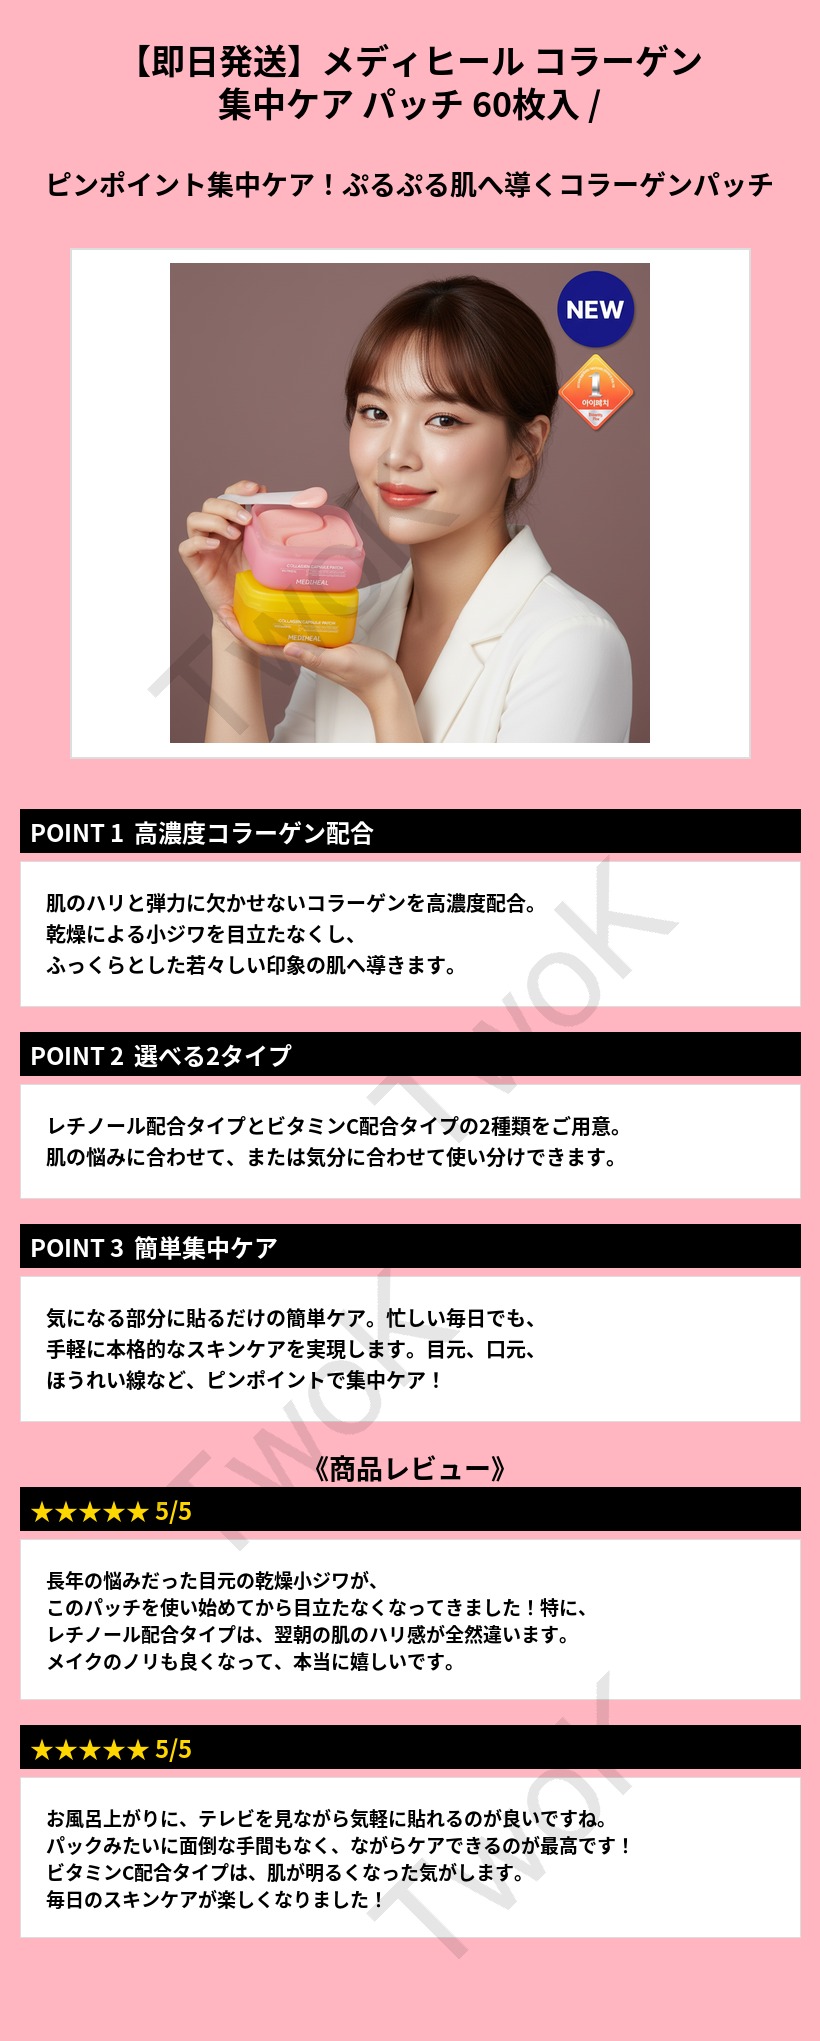 【即日発送】メディヒール コラーゲン
集中ケア パッチ 60枚入 /
ピンポイント集中ケア！ぷるぷる肌へ導くコラーゲンパッチ
NEW
1
아이패치
COLLAGEN CAPSULE PATCH
MEDIHEAL
COLLAGEN CAPSULE PATCH
MEDIHEAL
TwoK
POINT 1 高濃度コラーゲン配合
肌のハリと弾力に欠かせないコラーゲンを高濃度配合。
乾燥による小ジワを目立たなくし、
ふっくらとした若々しい印象の肌へ導きます。
TwoK
POINT 2 選べる2タイプ
レチノール配合タイプとビタミンC配合タイプの2種類をご用意。
肌の悩みに合わせて、または気分に合わせて使い分けできます。
POINT 3 簡単集中ケア
気になる部分に貼るだけの簡単ケア。忙しい毎日でも、
手軽に本格的なスキンケアを実現します。目元、口元、
ほうれい線など、ピンポイントで集中ケア！
TwoK
《商品レビュー》
★★★★★ 5/5
長年の悩みだった目元の乾燥小ジワが、
このパッチを使い始めてから目立たなくなってきました！特に、
レチノール配合タイプは、翌朝の肌のハリ感が全然違います。
メイクのノリも良くなって、本当に嬉しいです。
★★★★★ 5/5
お風呂上がりに、テレビを見ながら気軽に貼れるのが良いですね。
パックみたいに面倒な手間もなく、ながらケアできるのが最高です！
ビタミンC配合タイプは、肌が明るくなった気がします。
毎日のスキンケアが楽しくなりました！
TwoK